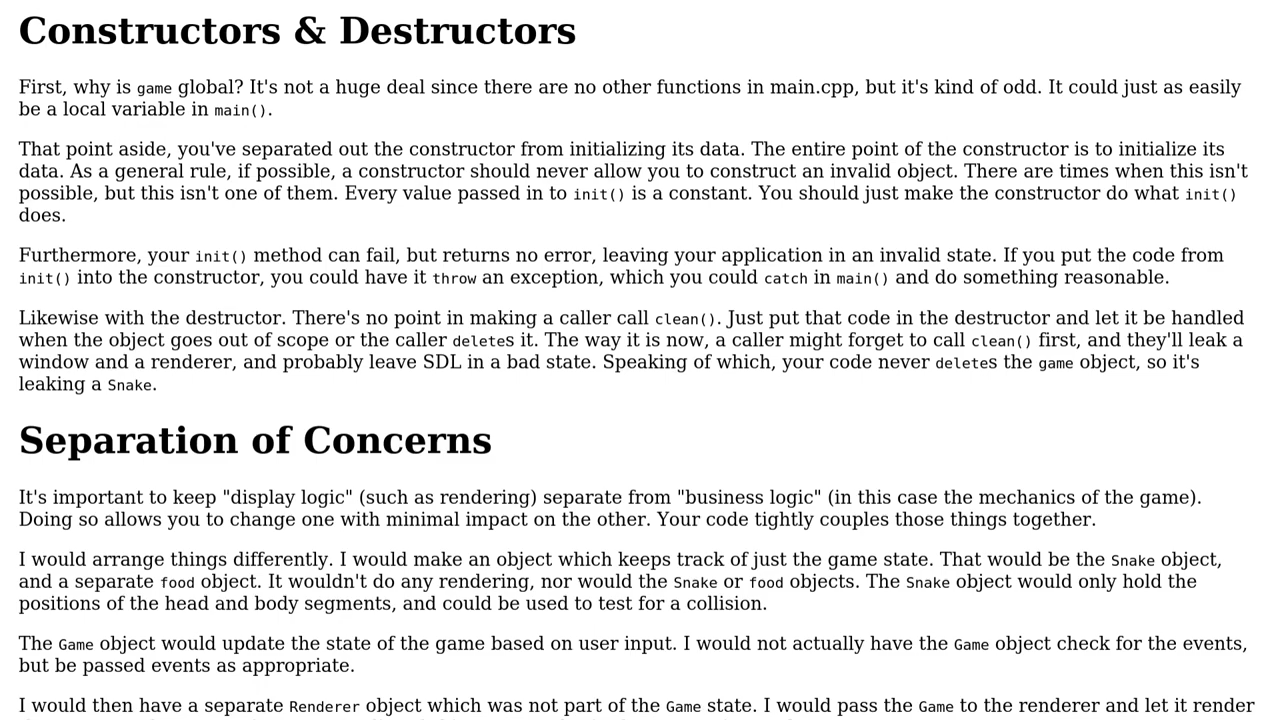 Constructors & Destructors
First, why is game global? It's not a huge deal since there are no other functions in main.cpp, but it's kind of odd. It could just as easily
be a local variable in main().
That point aside, you've separated out the constructor from initializing its data. The entire point of the constructor is to initialize its
data. As a general rule, if possible, a constructor should never allow you to construct an invalid object. There are times when this isn't
possible, but this isn't one of them. Every value passed in to init() is a constant. You should just make the constructor do what init()
does.
Furthermore, your init() method can fail, but returns no error, leaving your application in an invalid state. If you put the code from
init() into the constructor, you could have it throw an exception, which you could catch in main() and do something reasonable.
Likewise with the destructor. There's no point in making a caller call clean(). Just put that code in the destructor and let it be handled
when the object goes out of scope or the caller deletes it. The way it is now, a caller might forget to call clean() first, and they'll leak a
window and a renderer, and probably leave SDL in a bad state. Speaking of which, your code never deletes the game object, so it's
leaking a Snake.
Separation of Concerns
It's important to keep "display logic" (such as rendering) separate from "business logic" (in this case the mechanics of the game).
Doing so allows you to change one with minimal impact on the other. Your code tightly couples those things together.
I would arrange things differently. I would make an object which keeps track of just the game state. That would be the Snake object,
and a separate food object. It wouldn't do any rendering, nor would the Snake or food objects. The Snake object would only hold the
positions of the head and body segments, and could be used to test for a collision.
The Game object would update the state of the game based on user input. I would not actually have the Game object check for the events,
but be passed events as appropriate.
I would then have a separate Renderer object which was not part of the Game state. I would pass the Game to the renderer and let it render